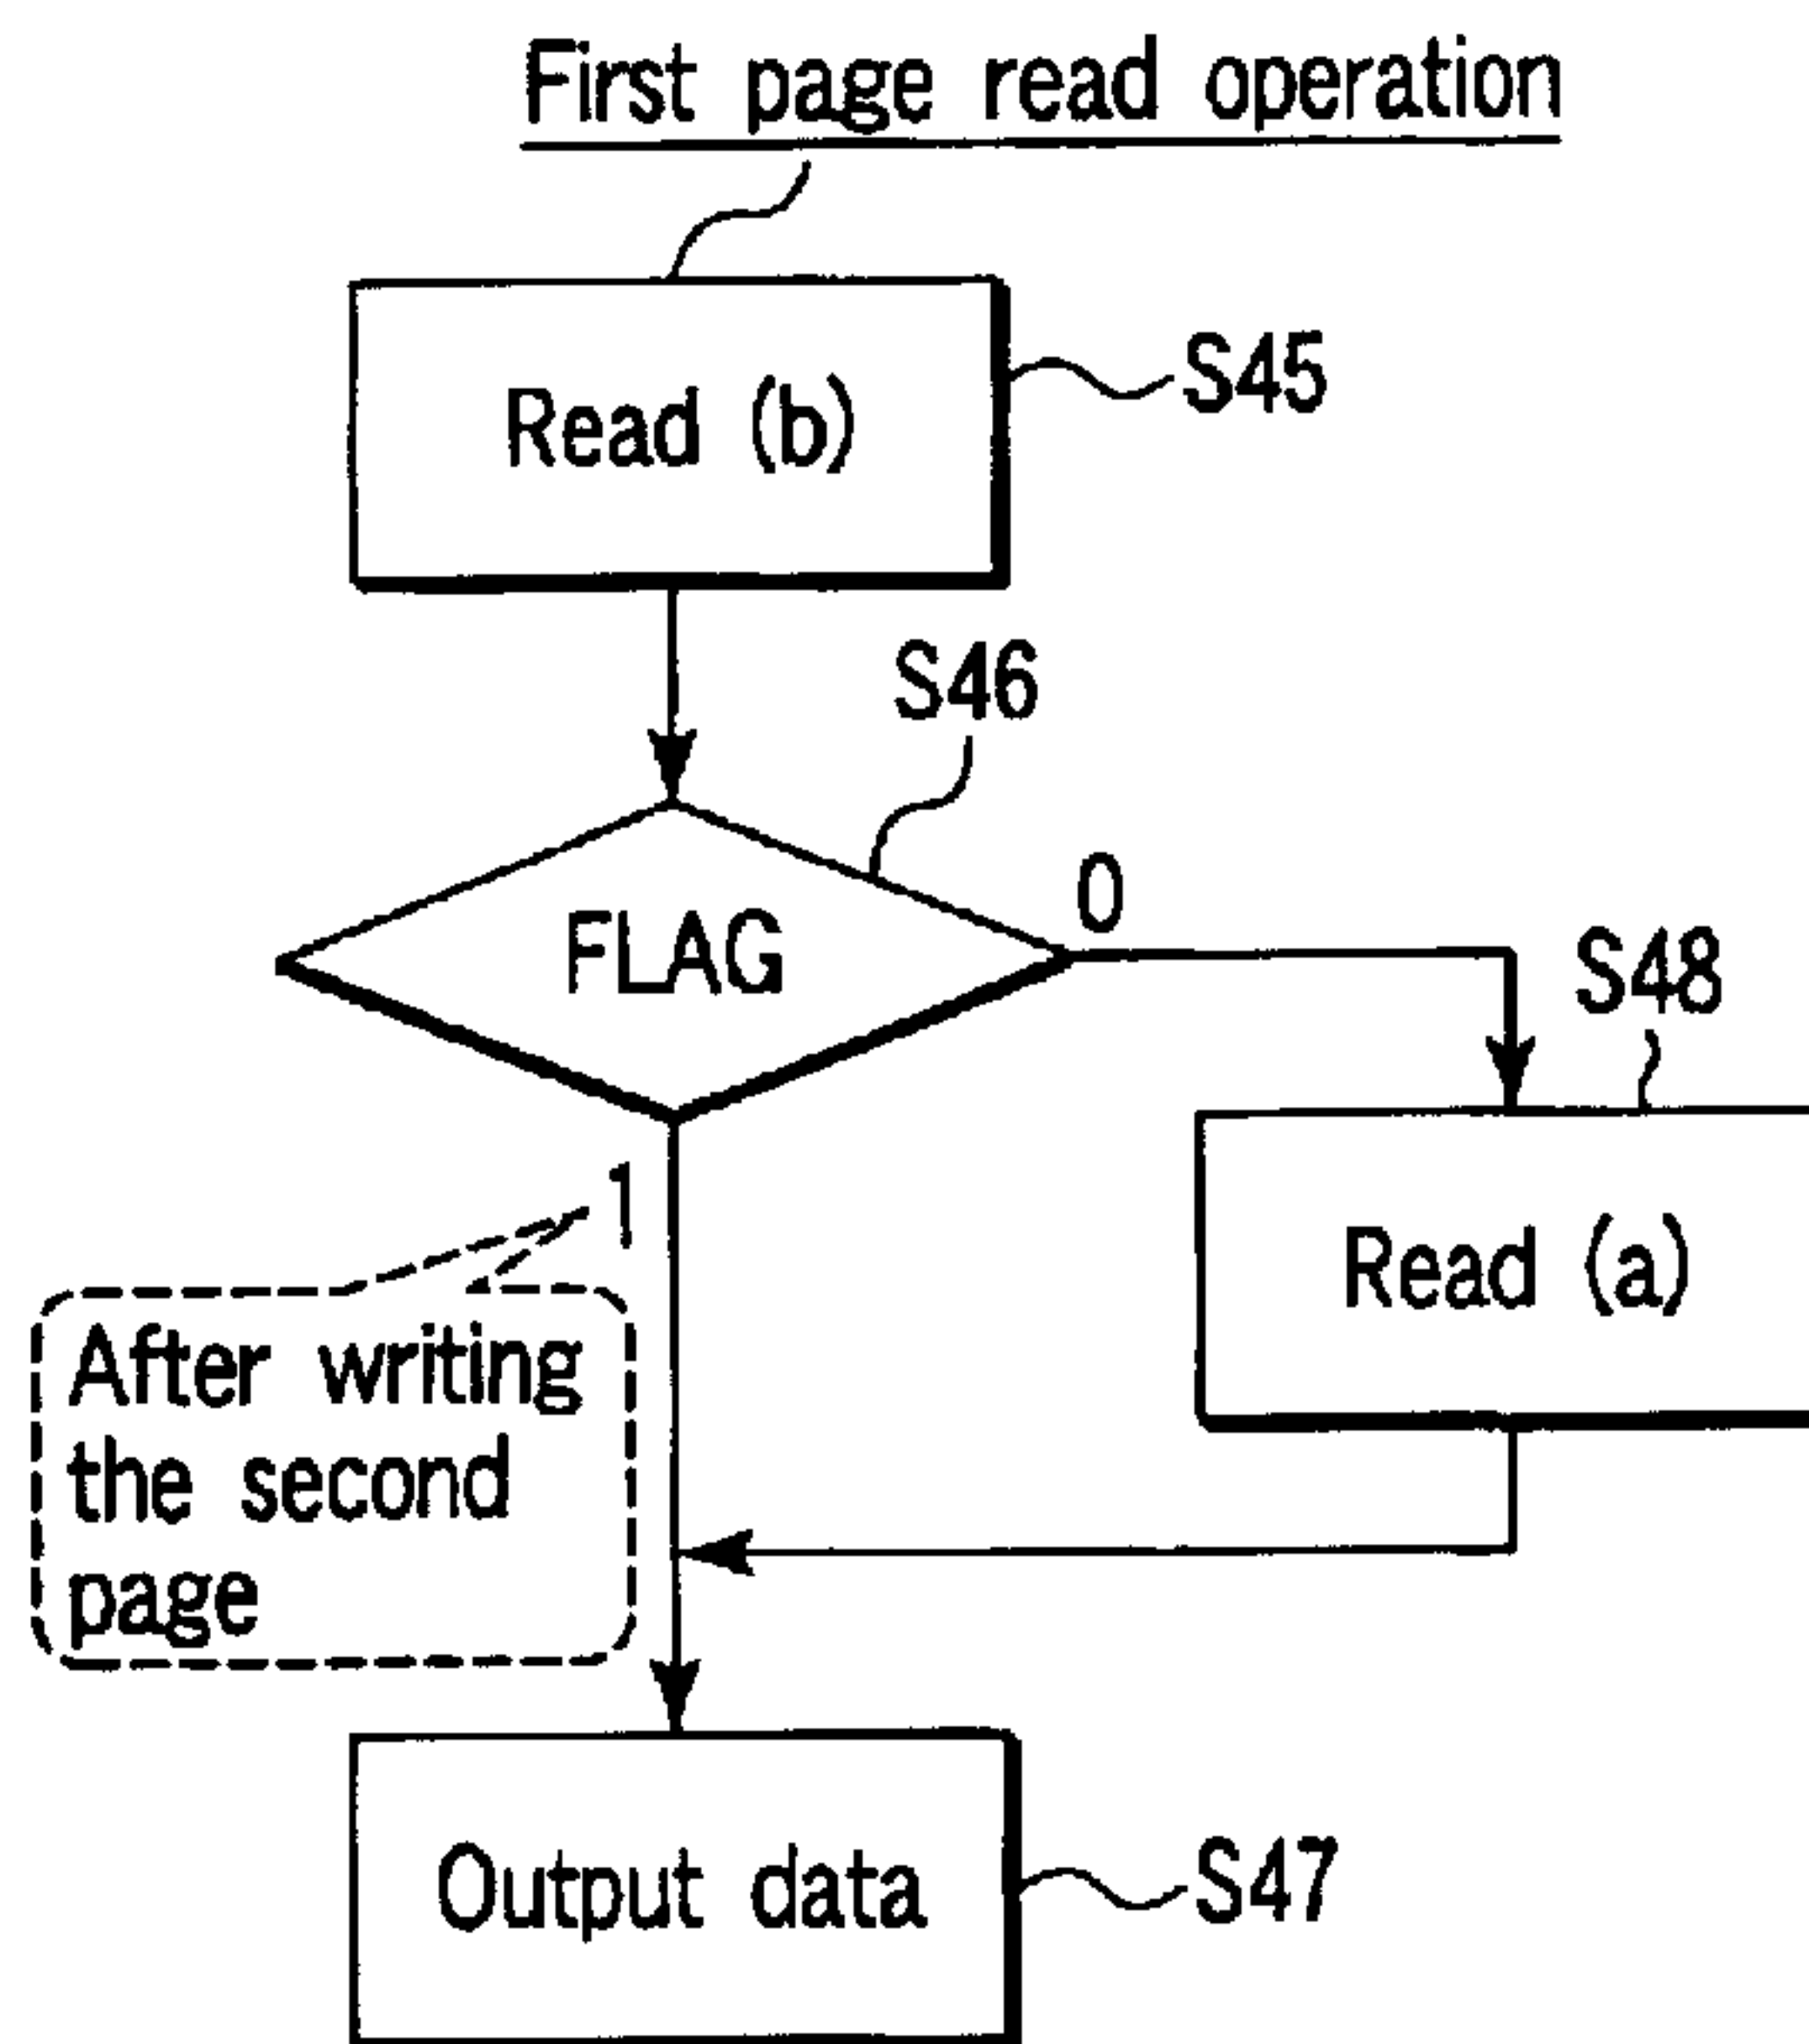 First page read operation
Read (b)
S45
S46
FLAG
0
S48
1
Read (a)
After writing
the second
page
Output data
S47